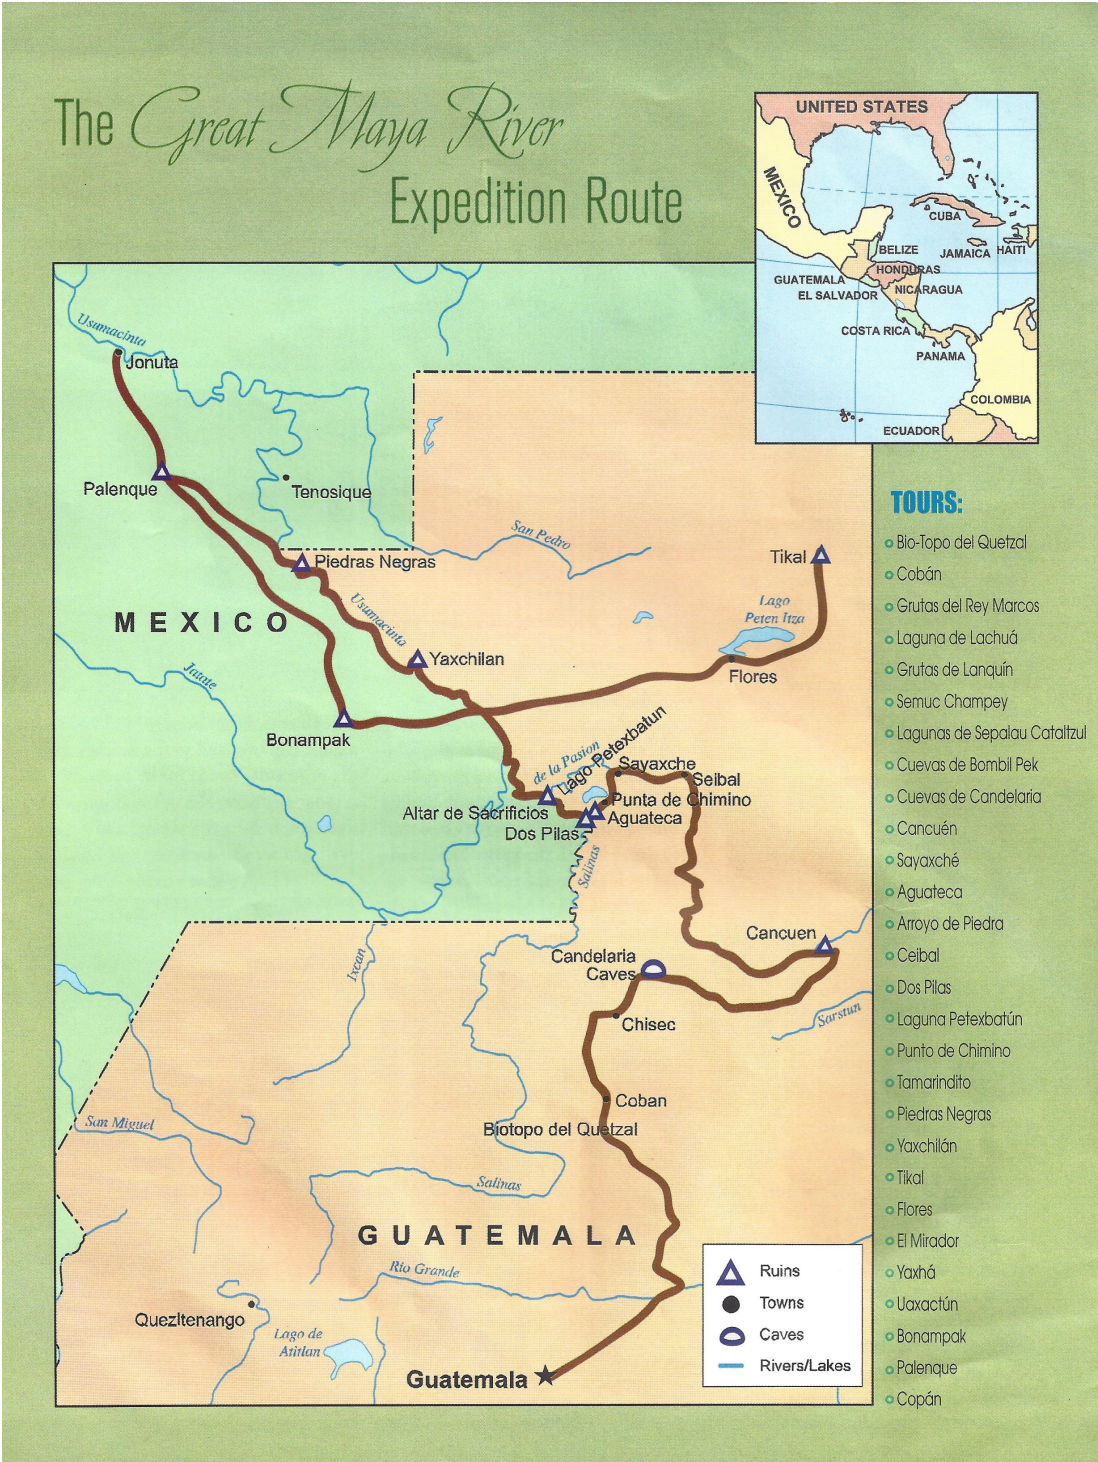 The Great Maya River
Expedition Route
UNITED STATES
MEXICO
CUBA
BELIZE
JAMAICA
HAITI
HONDURAS
GUATEMALA
NICARAGUA
EL SALVADOR
COSTA RICA
PANAMA
COLOMBIA
ECUADOR
Usumacinta
Jonuta
Palenque
Tenosique
San Pedro
Piedras Negras
Tikal
Lago
Peten Itza
MEXICO
Usumacinta
Yaxchilan
Flores
Jatate
Bonampak
de la Pasion
Lago Petexbatun
Sayaxche
Seibal
Altar de Sacrificios
Punta de Chimino
Dos Pilas
Aguateca
Salinas
Cancuen
Candelaria
Caves
Ixcan
Chisec
Sarstun
Coban
San Miguel
Biotopo del Quetzal
Salinas
GUATEMALA
Rio Grande
Quezltenango
Lago de
Atitlan
Guatemala
Ruins
Towns
Caves
Rivers/Lakes
TOURS:
Bio-Topo del Quetzal
Cobán
Grutas del Rey Marcos
Laguna de Lachuá
Grutas de Lanquín
Semuc Champey
Lagunas de Sepalau Cataltzul
Cuevas de Bombil Pek
Cuevas de Candelaria
Cancuén
Sayaxché
Aguateca
Arroyo de Piedra
Ceibal
Dos Pilas
Laguna Petexbatún
Punto de Chimino
Tamarindito
Piedras Negras
Yaxchilán
Tikal
Flores
El Mirador
Yaxhá
Uaxactún
Bonampak
Palenque
Copán